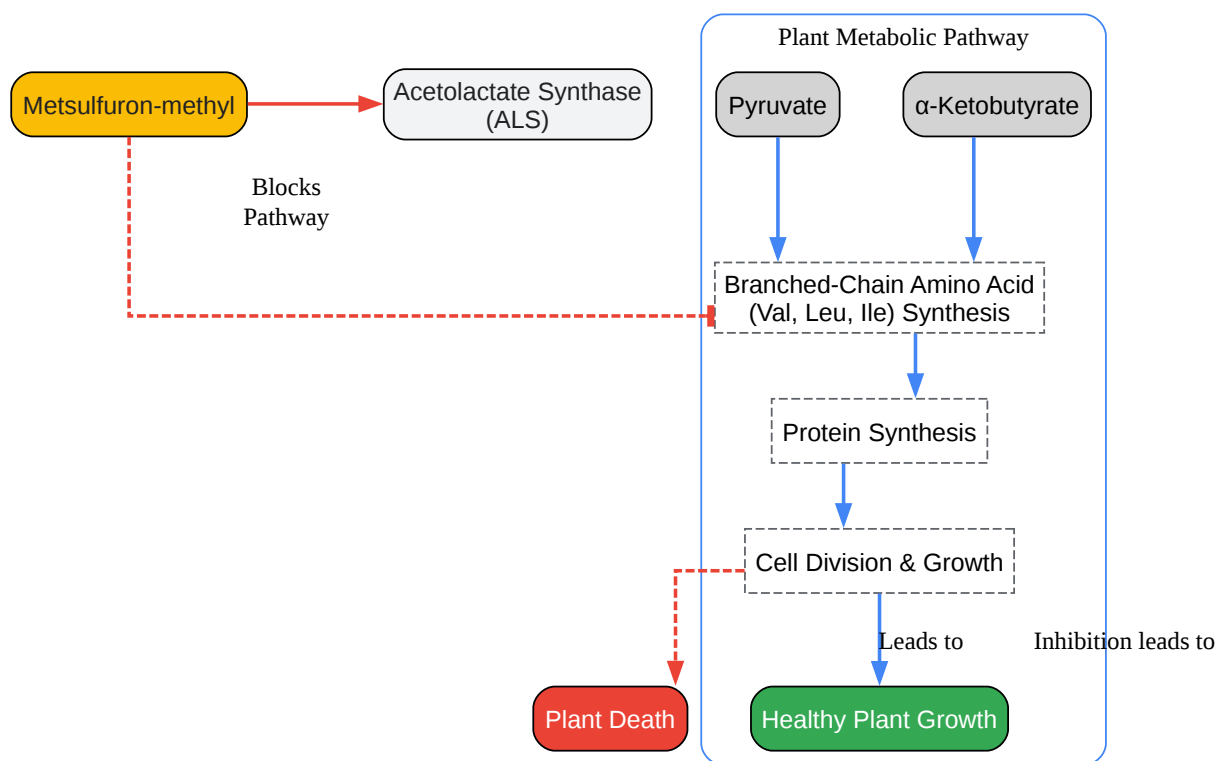 Plant Metabolic Pathway
Metsulfuron-methyl
Acetolactate Synthase
(ALS)
Pyruvate
α-Ketobutyrate
Blocks
Pathway
Branched-Chain Amino Acid
(Val, Leu, Ile) Synthesis
Protein Synthesis
Cell Division & Growth
Leads to
Inhibition leads to
Plant Death
Healthy Plant Growth